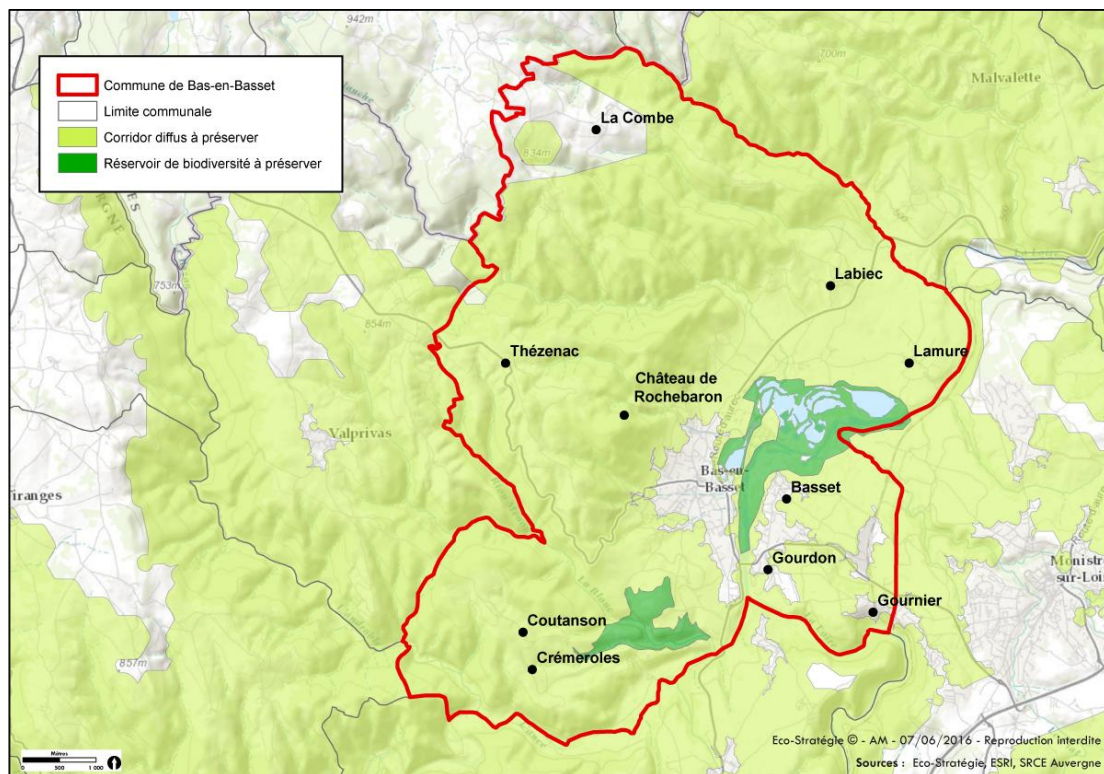 Commune de Bas-en-Basset
Limite communale
Corridor diffus à préserver
Réservoir de biodiversité à préserver
942m
700m
Malvalette
La Combe
834m
753m
854m
Labiec
Thézenac
Lamure
Château de
Rochebaron
Valprivas
Bas-en-
Basset
Basset
Gourdon
Monistr
sur-Loi
Gournier
Coutanson
Crémeroles
857m
Mètres
0 500 1 000
Eco-Stratégie © - AM - 07/06/2016 - Reproduction interdite
Sources : Eco-Stratégie, ESRI, SRCE Auvergne